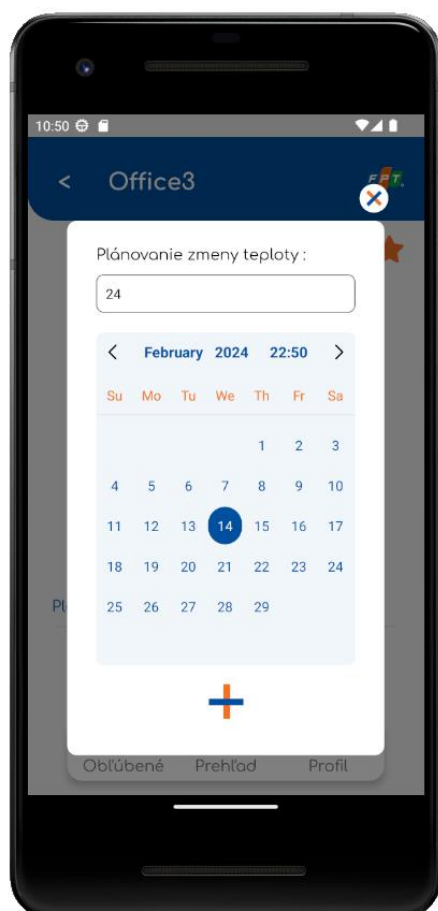 10:50
< Office3
FPT
Plánovanie zmeny teploty :
24
< February 2024 22:50 >
Su Mo Tu We Th Fr Sa
1 2 3
4 5 6 7 8 9 10
11 12 13 14 15 16 17
18 19 20 21 22 23 24
Pl
25 26 27 28 29
Obľúbené Prehľad Profil